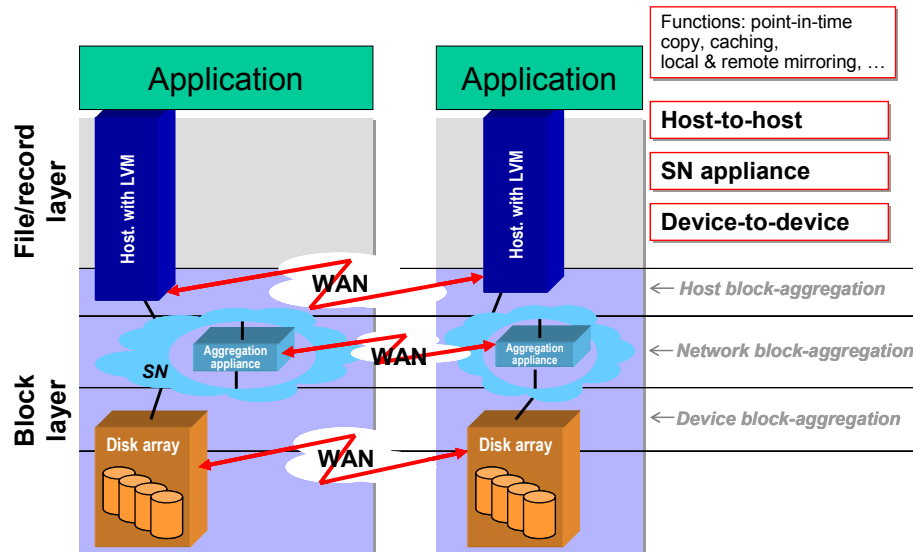 Application
Application
Functions: point-in-time
copy, caching,
local & remote mirroring, …
Host-to-host
SN appliance
Device-to-device
File/record
layer
Host. with LVM
Host. with LVM
WAN
Host block-aggregation
Aggregation
appliance
WAN
Aggregation
appliance
Network block-aggregation
SN
Block
layer
Device block-aggregation
Disk array
Disk array
WAN